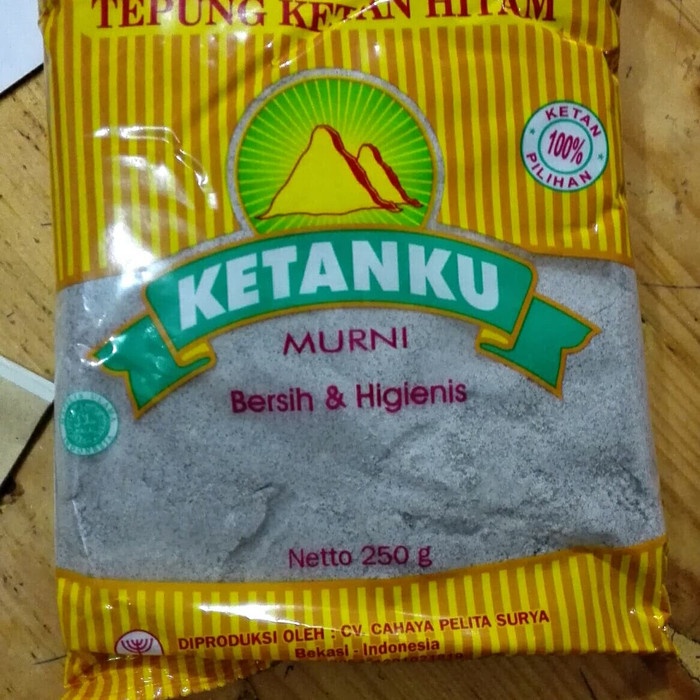 TEPUNG KETAN HITAM
KETAN
100%
PILIHAN
KETANKU
MURNI
Bersih & Higienis
Netto 250 g
DIPRODUKSI OLEH : CV. CAHAYA PELITA SURYA
Bekasi - Indonesia